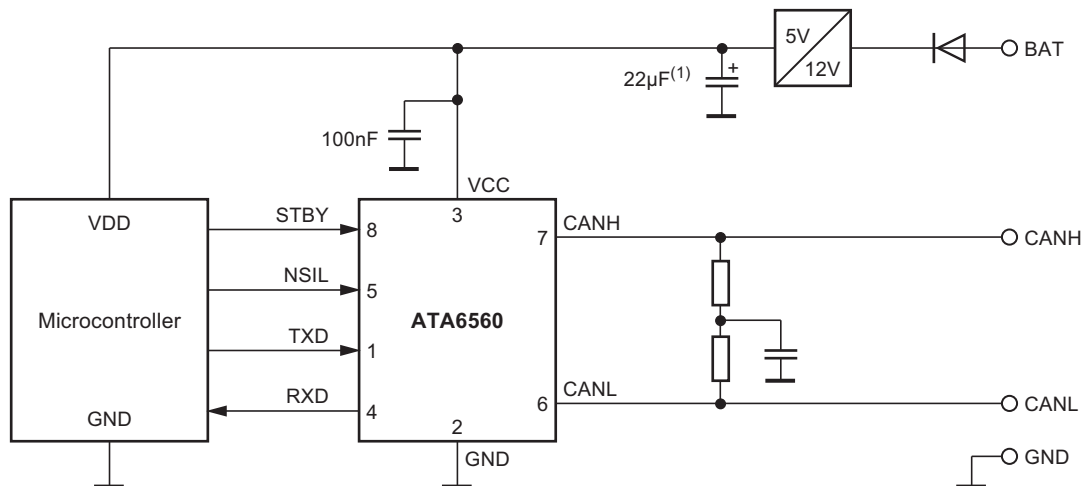 5V
12V
BAT
22µF(1)
+
100nF
VCC
VDD
STBY
8
3
7
CANH
CANH
NSIL
5
Microcontroller
ATA6560
TXD
1
RXD
4
GND
2
6
CANL
CANL
GND
GND